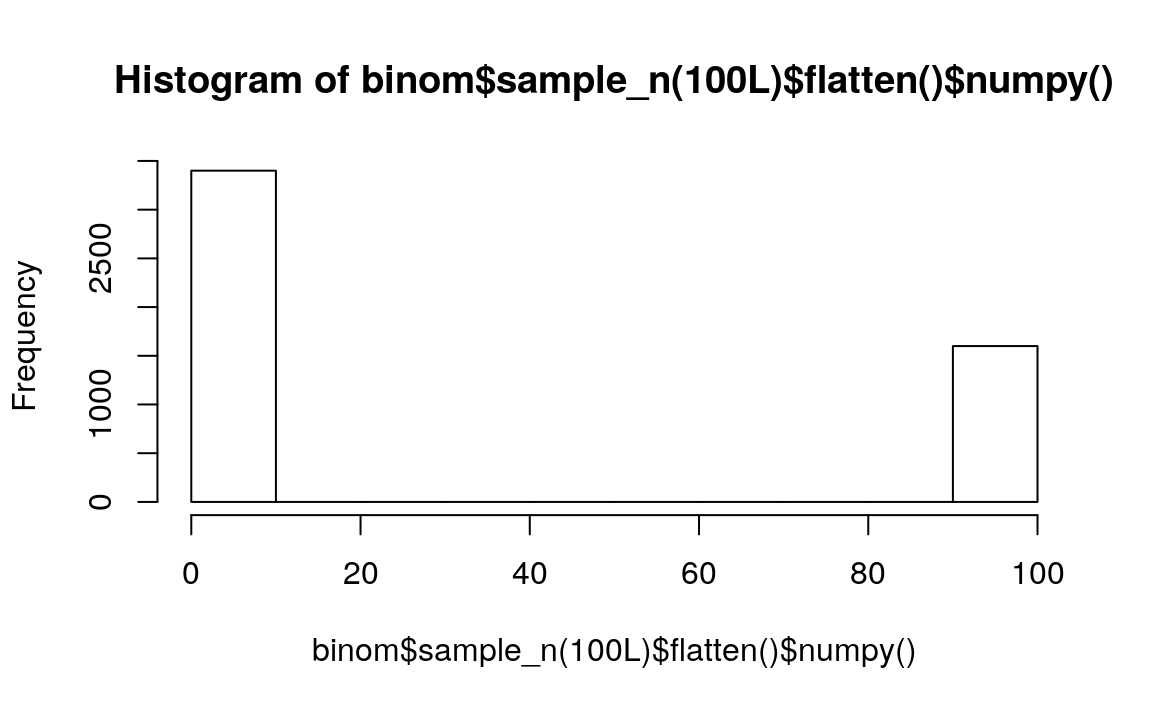 Histogram of binom$sample_n(100L)$flatten()$numpy()
Frequency
2500
1000
0
0 20 40 60 80 100
binom$sample_n(100L)$flatten()$numpy()